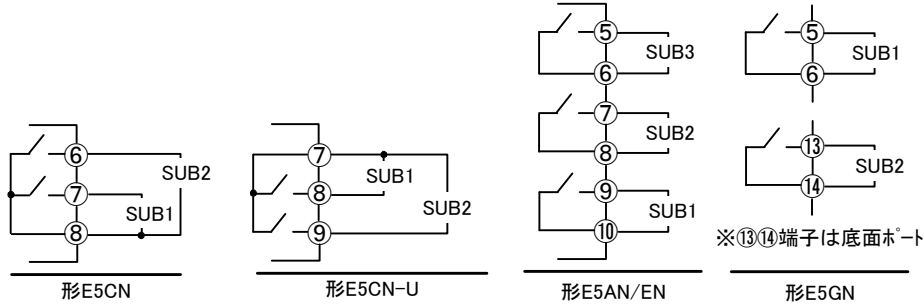 ⑥
⑦
⑧
SUB2
SUB1
形E5CN
⑦
⑧
⑨
SUB1
SUB2
形E5CN-U
⑤
⑥
SUB3
⑦
⑧
SUB2
⑨
⑩
SUB1
形E5AN/EN
⑤
⑥
SUB1
⑬
⑭
SUB2
※⑬⑭端子は底面ポート
形E5GN